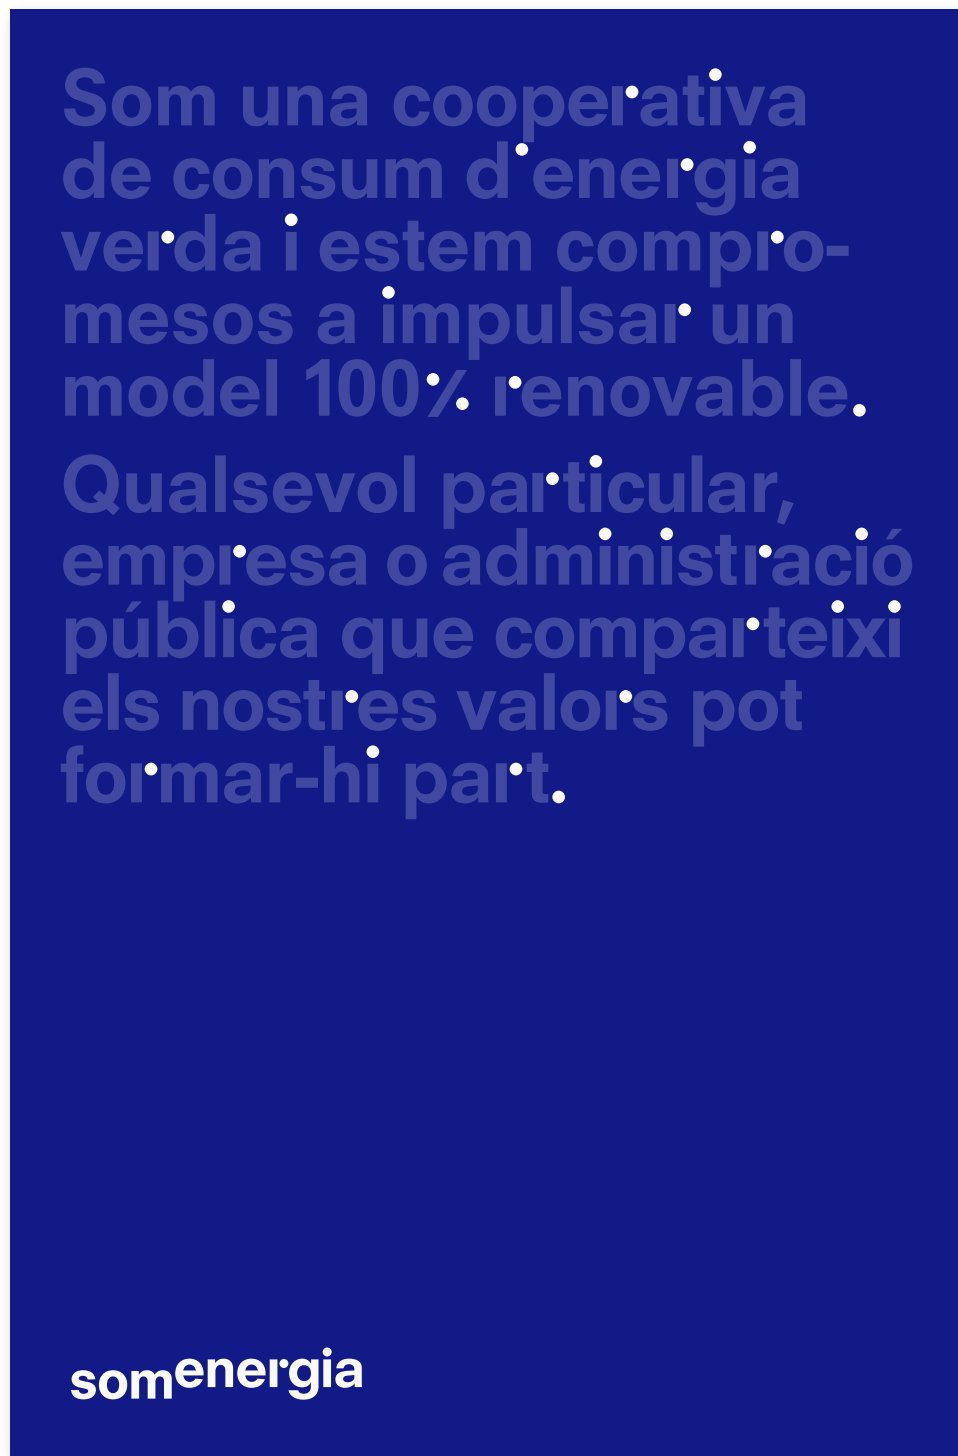 Som una cooperativa
de consum d'energia
verda i estem compro-
mesos a impulsar un
model 100% renovable.
Qualsevol particular,
empresa o administració
pública que comparteixi
els nostres valors pot
formar-hi part.
somenergia